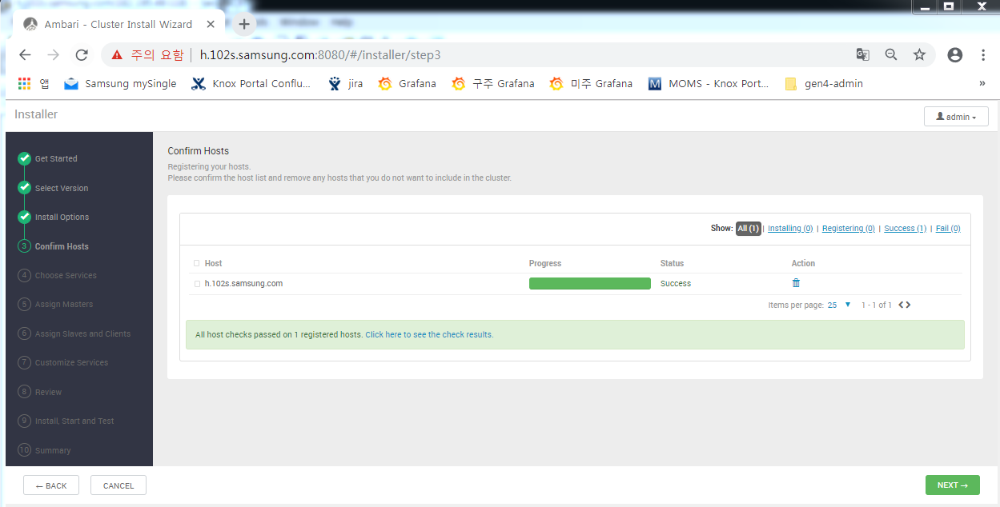 Ambari - Cluster Install Wizard
주의 요함 | h.102s.samsung.com:8080/#/installer/step3
앱 Samsung mySingle Knox Portal Conflu... jira Grafana 구주 Grafana 미주 Grafana M MOMS - Knox Port... gen4-admin »
Installer
admin
Get Started
Select Version
Install Options
3 Confirm Hosts
4 Choose Services
5 Assign Masters
6 Assign Slaves and Clients
7 Customize Services
8 Review
9 Install, Start and Test
10 Summary
Confirm Hosts
Registering your hosts.
Please confirm the host list and remove any hosts that you do not want to include in the cluster.
Show: All (1) | Installing (0) | Registering (0) | Success (1) | Fail (0)
Host Progress Status Action
h.102s.samsung.com Success
Items per page: 25 1 - 1 of 1
All host checks passed on 1 registered hosts. Click here to see the check results.
← BACK CANCEL NEXT →